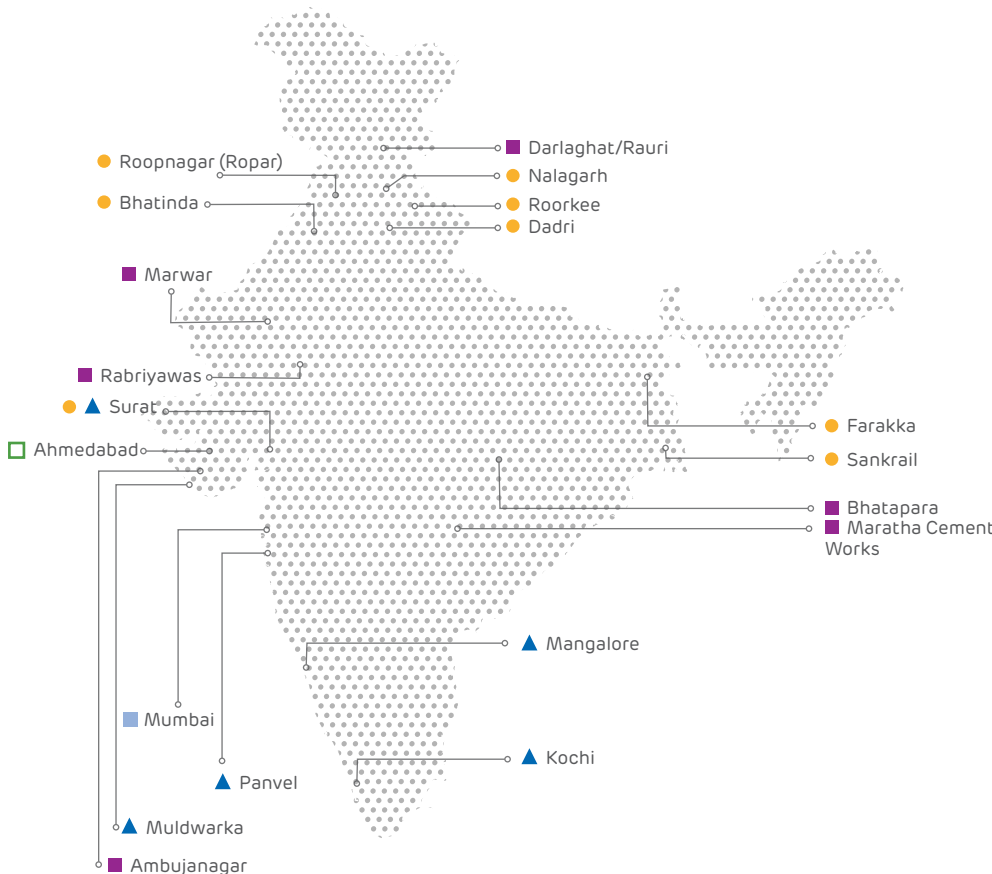 Darlaghat/Rauri
Roopnagar (Ropar)
Nalagarh
Bhatinda
Roorkee
Dadri
Marwar
Rabriyawas
Surat
Farakka
Ahmedabad
Sankrail
Bhatapara
Maratha Cement
Works
Mangalore
Mumbai
Kochi
Panvel
Muldwarka
Ambujanagar